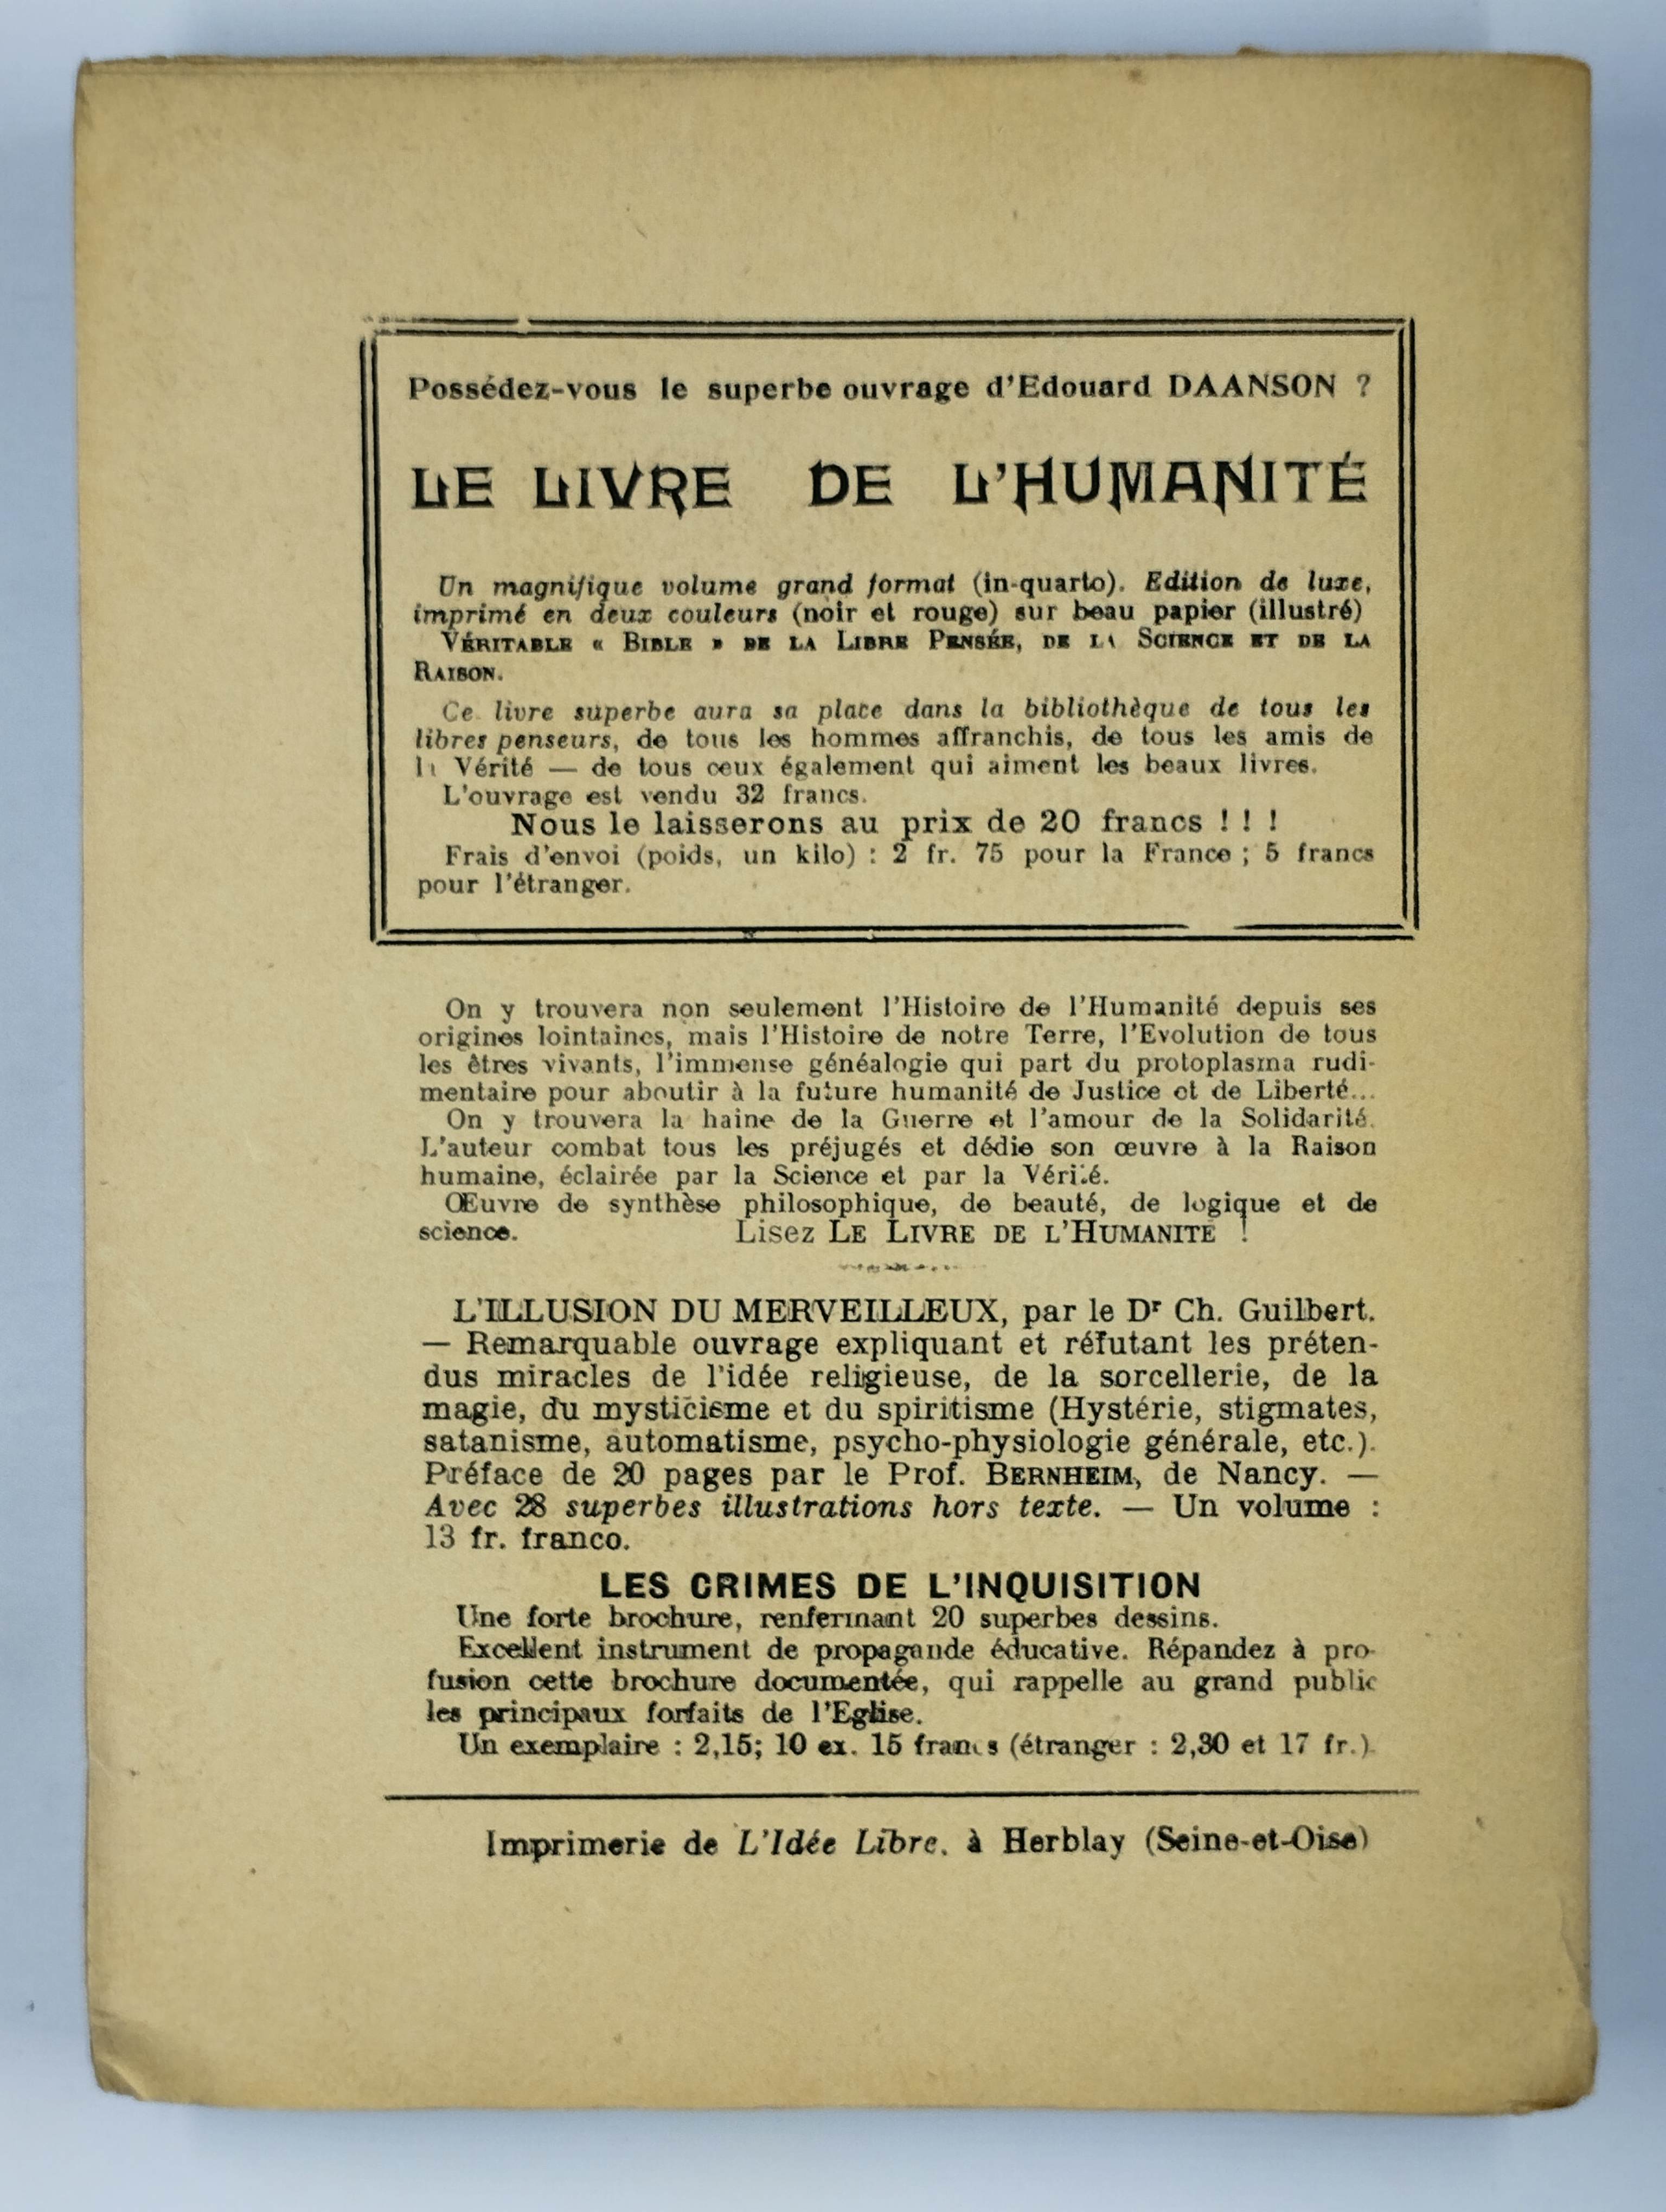 Possédez-vous le superbe ouvrage d'Edouard DAANSON ?
LE LIVRE DE L'HUMANITÉ
Un magnifique volume grand format (in-quarto). Edition de luxe,
imprimé en deux couleurs (noir et rouge) sur beau papier (illustré)
VÉRITABLE « BIBLE » DE LA LIBRE PENSÉE, DE LA SCIENCE ET DE LA
RAISON.
Ce livre superbe aura sa place dans la bibliothèque de tous les
libres penseurs, de tous les hommes affranchis, de tous les amis de
la Vérité — de tous ceux également qui aiment les beaux livres.
L'ouvrage est vendu 32 francs.
Nous le laisserons au prix de 20 francs ! ! !
Frais d'envoi (poids, un kilo) : 2 fr. 75 pour la France ; 5 francs
pour l'étranger.
On y trouvera non seulement l'Histoire de l'Humanité depuis ses
origines lointaines, mais l'Histoire de notre Terre, l'Evolution de tous
les êtres vivants, l'immense généalogie qui part du protoplasma rudi-
mentaire pour aboutir à la future humanité de Justice et de Liberté...
On y trouvera la haine de la Guerre et l'amour de la Solidarité.
L'auteur combat tous les préjugés et dédie son œuvre à la Raison
humaine, éclairée par la Science et par la Vérité.
Œuvre de synthèse philosophique, de beauté, de logique et de
science. Lisez LE LIVRE DE L'HUMANITE !
L'ILLUSION DU MERVEILLEUX, par le Dr Ch. Guilbert.
— Remarquable ouvrage expliquant et réfutant les préten-
dus miracles de l'idée religieuse, de la sorcellerie, de la
magie, du mysticisme et du spiritisme (Hystérie, stigmates,
satanisme, automatisme, psycho-physiologie générale, etc.).
Préface de 20 pages par le Prof. BERNHEIM, de Nancy. —
Avec 28 superbes illustrations hors texte. — Un volume :
13 fr. franco.
LES CRIMES DE L'INQUISITION
Une forte brochure, renfermant 20 superbes dessins.
Excellent instrument de propagande éducative. Répandez à pro-
fusion cette brochure documentée, qui rappelle au grand public
les principaux forfaits de l'Eglise.
Un exemplaire : 2,15; 10 ex. 15 francs (étranger : 2,30 et 17 fr.).
Imprimerie de L'Idée Libre, à Herblay (Seine-et-Oise)